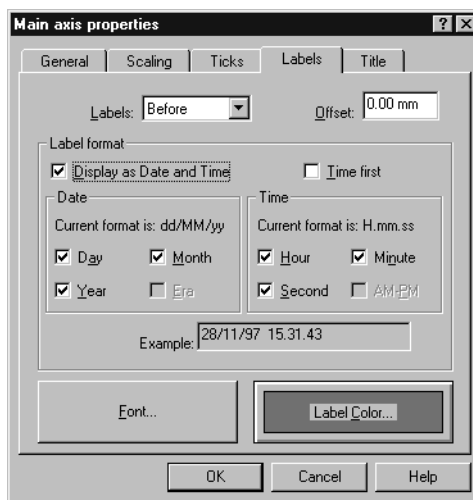 Main axis properties
General Scaling Ticks Labels Title
Labels: Before Offset: 0.00 mm
Label format
Display as Date and Time Time first
Date Time
Current format is: dd/MM/yy Current format is: H.mm.ss
Day Month Hour Minute
Year Era Second AM-PM
Example: 28/11/97 15.31.43
Font... Label Color...
OK Cancel Help